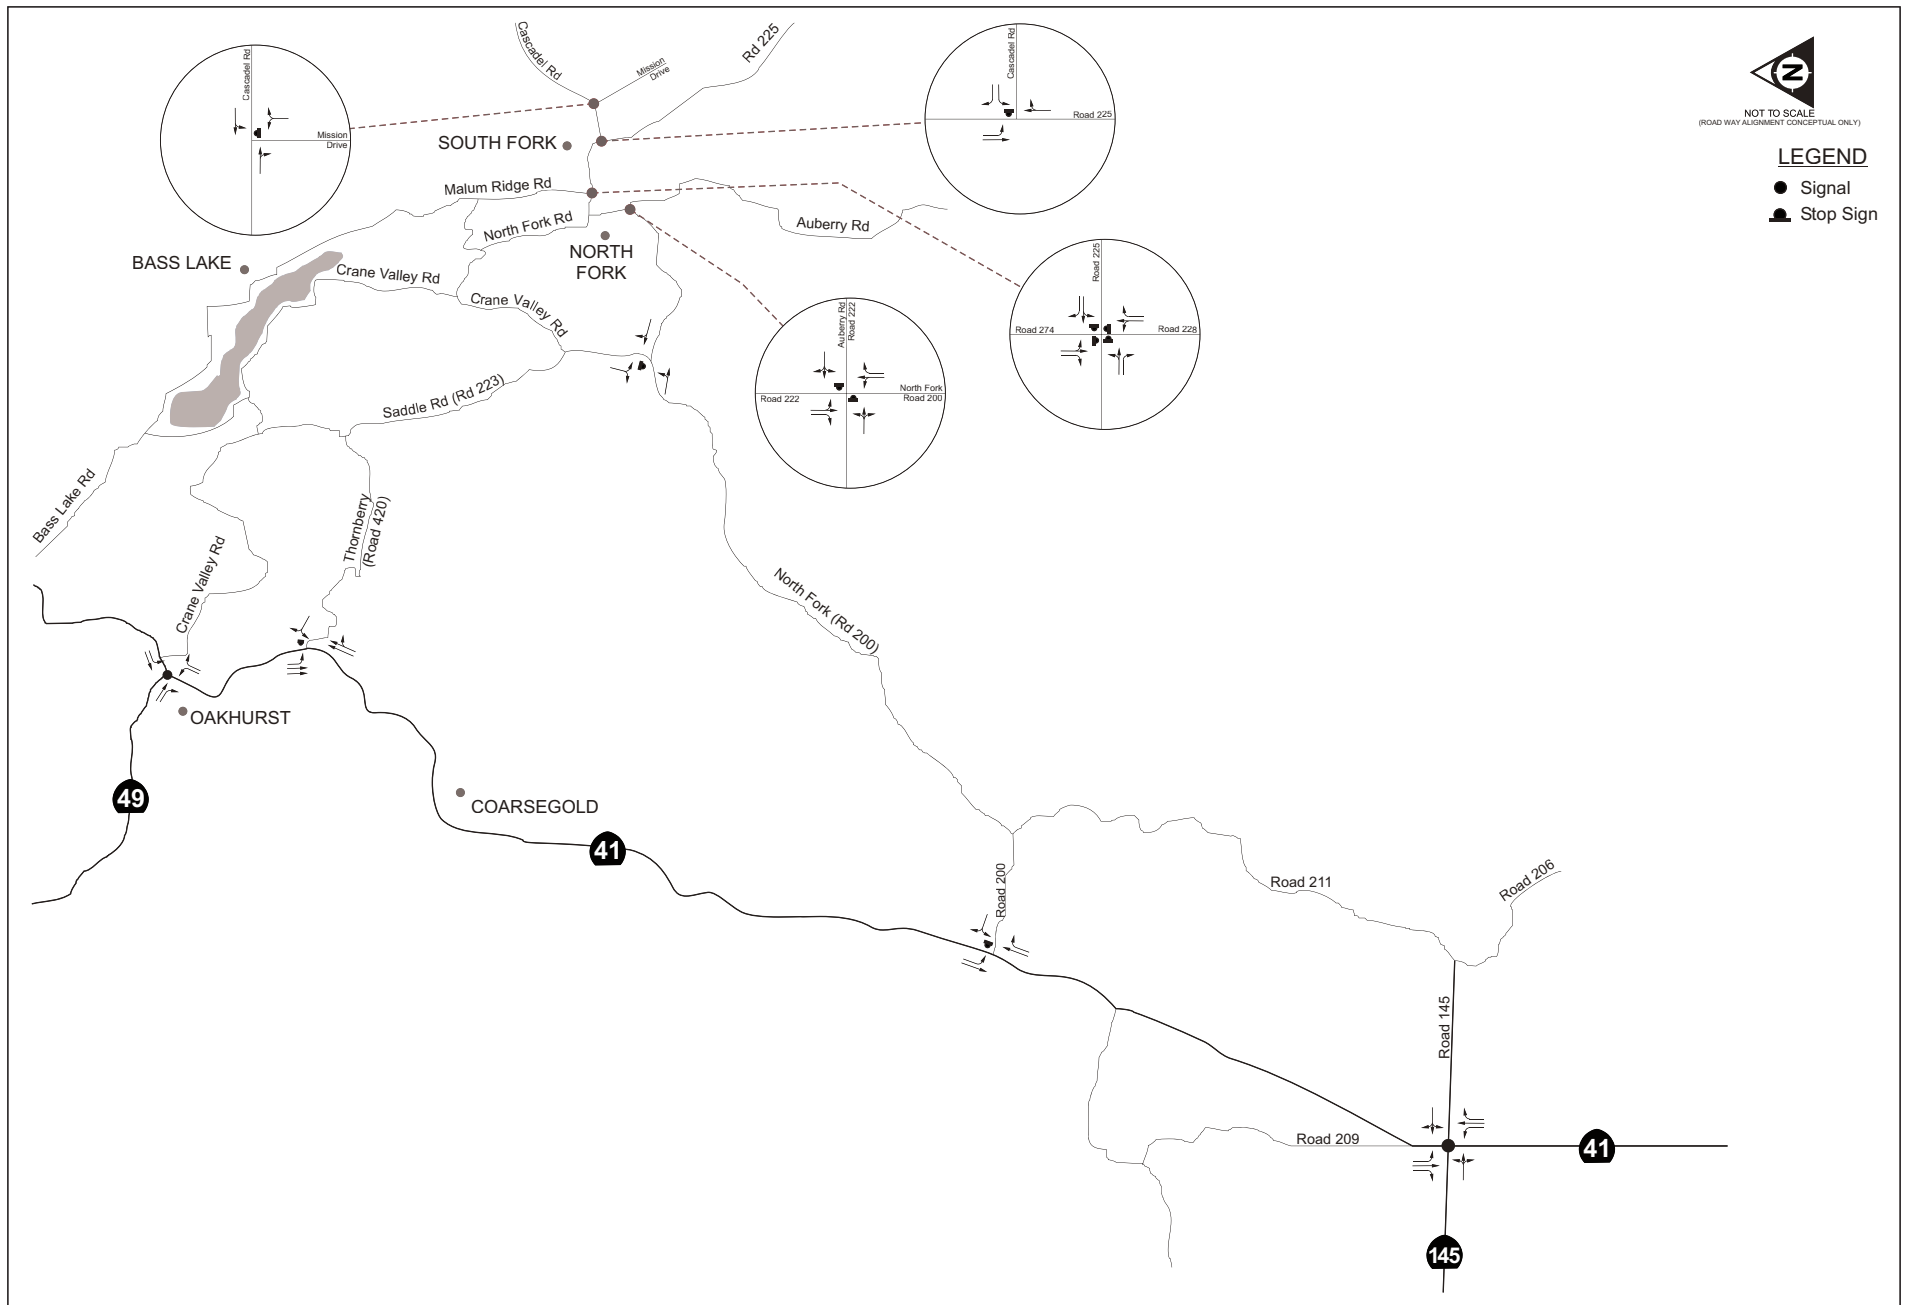 Cascadel Rd
Mission
Drive
Cascadel Rd
Mission
Drive
Rd 225
Cascadel Rd
Road 225
N
NOT TO SCALE
(ROAD WAY ALIGNMENT CONCEPTUAL ONLY)
LEGEND
Signal
Stop Sign
SOUTH FORK
Malum Ridge Rd
North Fork Rd
NORTH
FORK
Auberry Rd
BASS LAKE
Crane Valley Rd
Crane Valley Rd
Road 225
Road 274
Road 228
Auberry Rd
Road 222
Road 222
North Fork
Road 200
Saddle Rd (Rd 223)
Bass Lake Rd
Thornberry
(Road 420)
Crane Valley Rd
North Fork (Rd 200)
OAKHURST
49
COARSEGOLD
41
Road 200
Road 211
Road 206
Road 145
Road 209
41
145